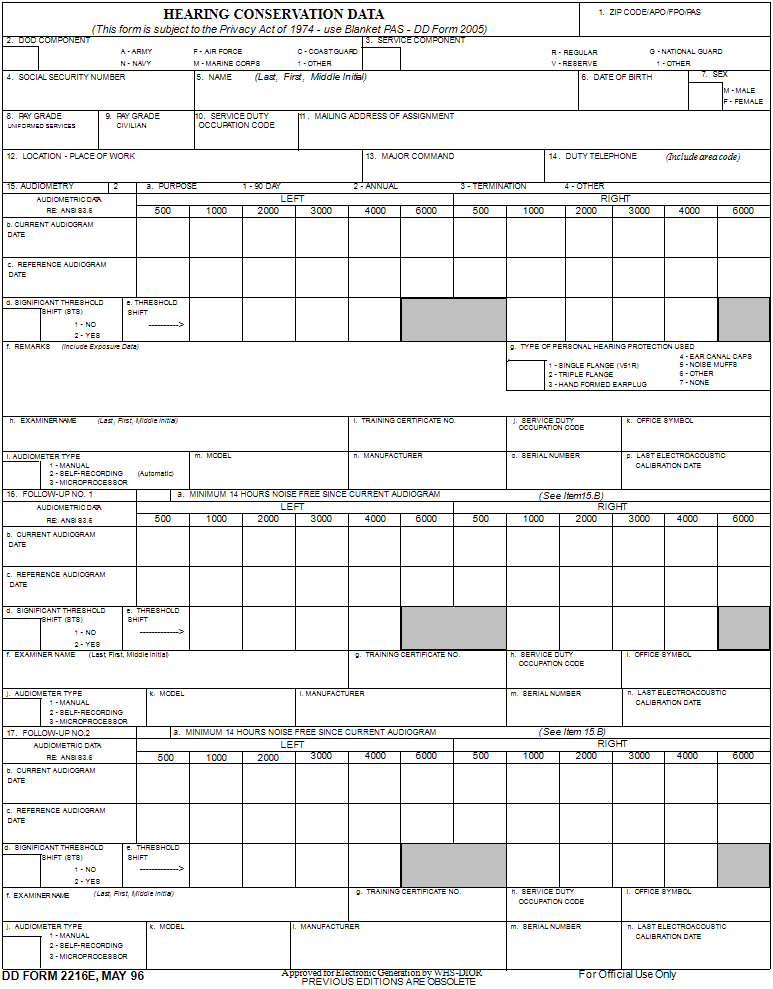 HEARING CONSERVATION DATA
(This form is subject to the Privacy Act of 1974 - use Blanket PAS - DD Form 2005)
1. ZIP CODE/APO/FPO/PAS
2. DOD COMPONENT
A - ARMY F - AIR FORCE C - COAST GUARD
N - NAVY M - MARINE CORPS 1 - OTHER
3. SERVICE COMPONENT
R - REGULAR G - NATIONAL GUARD
V - RESERVE 1 - OTHER
4. SOCIAL SECURITY NUMBER
5. NAME (Last, First, Middle Initial)
6. DATE OF BIRTH
7. SEX
M - MALE
F - FEMALE
8. PAY GRADE
UNIFORMED SERVICES
9. PAY GRADE
CIVILIAN
10. SERVICE DUTY
OCCUPATION CODE
11. MAILING ADDRESS OF ASSIGNMENT
12. LOCATION - PLACE OF WORK
13. MAJOR COMMAND
14. DUTY TELEPHONE (Include area code)
15. AUDIOMETRY 2 a. PURPOSE 1 - 90 DAY 2 - ANNUAL 3 - TERMINATION 4 - OTHER
AUDIOMETRIC DATA
RE: ANSI S3.6
LEFT RIGHT
500 1000 2000 3000 4000 6000 500 1000 2000 3000 4000 6000
b. CURRENT AUDIOGRAM
DATE
c. REFERENCE AUDIOGRAM
DATE
d. SIGNIFICANT THRESHOLD
SHIFT (STS)
1 - NO
2 - YES
e. THRESHOLD
SHIFT
---------->
f. REMARKS (Include Exposure Data)
g. TYPE OF PERSONAL HEARING PROTECTION USED
1 - SINGLE FLANGE (V51R)
2 - TRIPLE FLANGE
3 - HAND FORMED EARPLUG
4 - EAR CANAL CAPS
5 - NOISE MUFFS
6 - OTHER
7 - NONE
h. EXAMINER NAME (Last, First, Middle Initial)
i. TRAINING CERTIFICATE NO.
j. SERVICE DUTY
OCCUPATION CODE
k. OFFICE SYMBOL
l. AUDIOMETER TYPE
1 - MANUAL
2 - SELF-RECORDING (Automatic)
3 - MICROPROCESSOR
m. MODEL
n. MANUFACTURER
o. SERIAL NUMBER
p. LAST ELECTROACOUSTIC
CALIBRATION DATE
16. FOLLOW-UP NO. 1 a. MINIMUM 14 HOURS NOISE FREE SINCE CURRENT AUDIOGRAM (See Item15.B)
AUDIOMETRIC DATA
RE: ANSI S3.6
LEFT RIGHT
500 1000 2000 3000 4000 6000 500 1000 2000 3000 4000 6000
b. CURRENT AUDIOGRAM
DATE
c. REFERENCE AUDIOGRAM
DATE
d. SIGNIFICANT THRESHOLD
SHIFT (STS)
1 - NO
2 - YES
e. THRESHOLD
SHIFT
------------->
f. EXAMINER NAME (Last, First, Middle Initial)
g. TRAINING CERTIFICATE NO.
h. SERVICE DUTY
OCCUPATION CODE
i. OFFICE SYMBOL
j. AUDIOMETER TYPE
1 - MANUAL
2 - SELF-RECORDING
3 - MICROPROCESSOR
k. MODEL
l. MANUFACTURER
m. SERIAL NUMBER
n. LAST ELECTROACOUSTIC
CALIBRATION DATE
17. FOLLOW-UP NO.2 a. MINIMUM 14 HOURS NOISE FREE SINCE CURRENT AUDIOGRAM (See Item 15.B)
AUDIOMETRIC DATA
RE: ANSI S3.6
LEFT RIGHT
500 1000 2000 3000 4000 6000 500 1000 2000 3000 4000 6000
b. CURRENT AUDIOGRAM
DATE
c. REFERENCE AUDIOGRAM
DATE
d. SIGNIFICANT THRESHOLD
SHIFT (STS)
1 - NO
2 - YES
e. THRESHOLD
SHIFT
------------->
f. EXAMINER NAME (Last, First, Middle Initial)
g. TRAINING CERTIFICATE NO.
h. SERVICE DUTY
OCCUPATION CODE
i. OFFICE SYMBOL
j. AUDIOMETER TYPE
1 - MANUAL
2 - SELF-RECORDING
3 - MICROPROCESSOR
k. MODEL
l. MANUFACTURER
m. SERIAL NUMBER
n. LAST ELECTROACOUSTIC
CALIBRATION DATE
DD FORM 2216E, MAY 96
Approved for Electronic Generation by WHS-DIOR
PREVIOUS EDITIONS ARE OBSOLETE
For Official Use Only